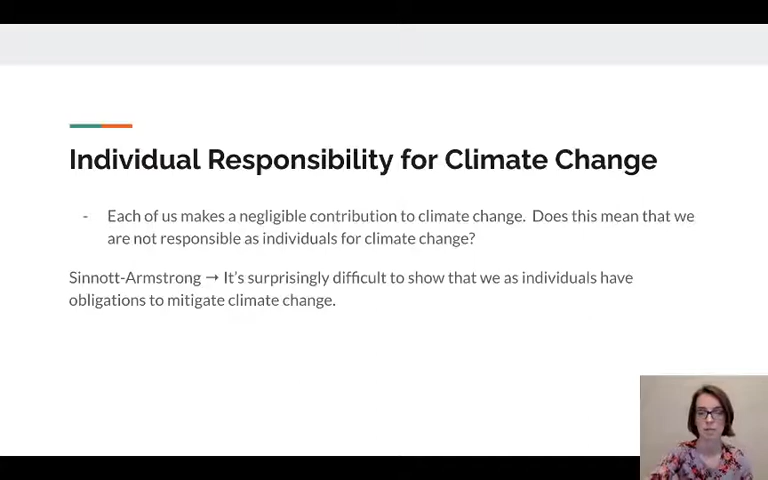 Individual Responsibility for Climate Change
- Each of us makes a negligible contribution to climate change. Does this mean that we
are not responsible as individuals for climate change?
Sinnott-Armstrong → It’s surprisingly difficult to show that we as individuals have
obligations to mitigate climate change.